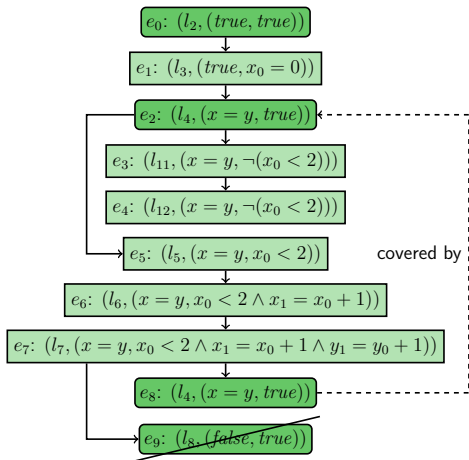 e₀: (l₂, (true, true))
e₁: (l₃, (true, x₀ = 0))
e₂: (l₄, (x = y, true))
e₃: (l₁₁, (x = y, ¬(x₀ < 2)))
e₄: (l₁₂, (x = y, ¬(x₀ < 2)))
covered by
e₅: (l₅, (x = y, x₀ < 2))
e₆: (l₆, (x = y, x₀ < 2 ∧ x₁ = x₀ + 1))
e₇: (l₇, (x = y, x₀ < 2 ∧ x₁ = x₀ + 1 ∧ y₁ = y₀ + 1))
e₈: (l₄, (x = y, true))
e₉: (l₈, (false, true))